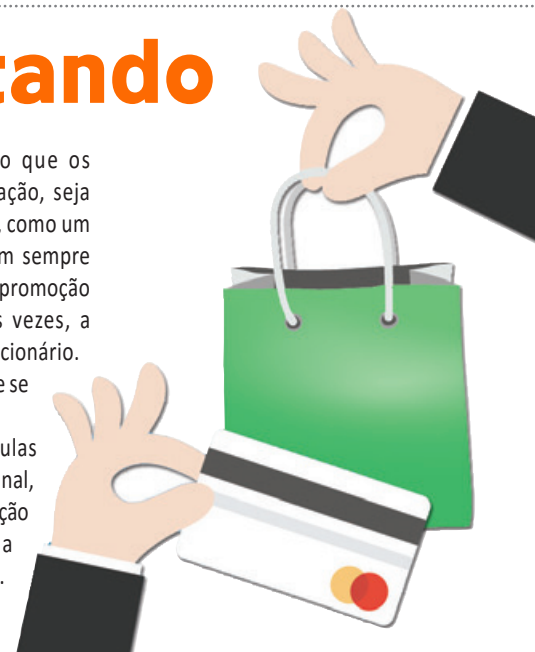 tando
o que os
ação, seja
, como um
m sempre
promoção
s vezes, a
cionário.
e se
ulas
nal,
ção
a
.